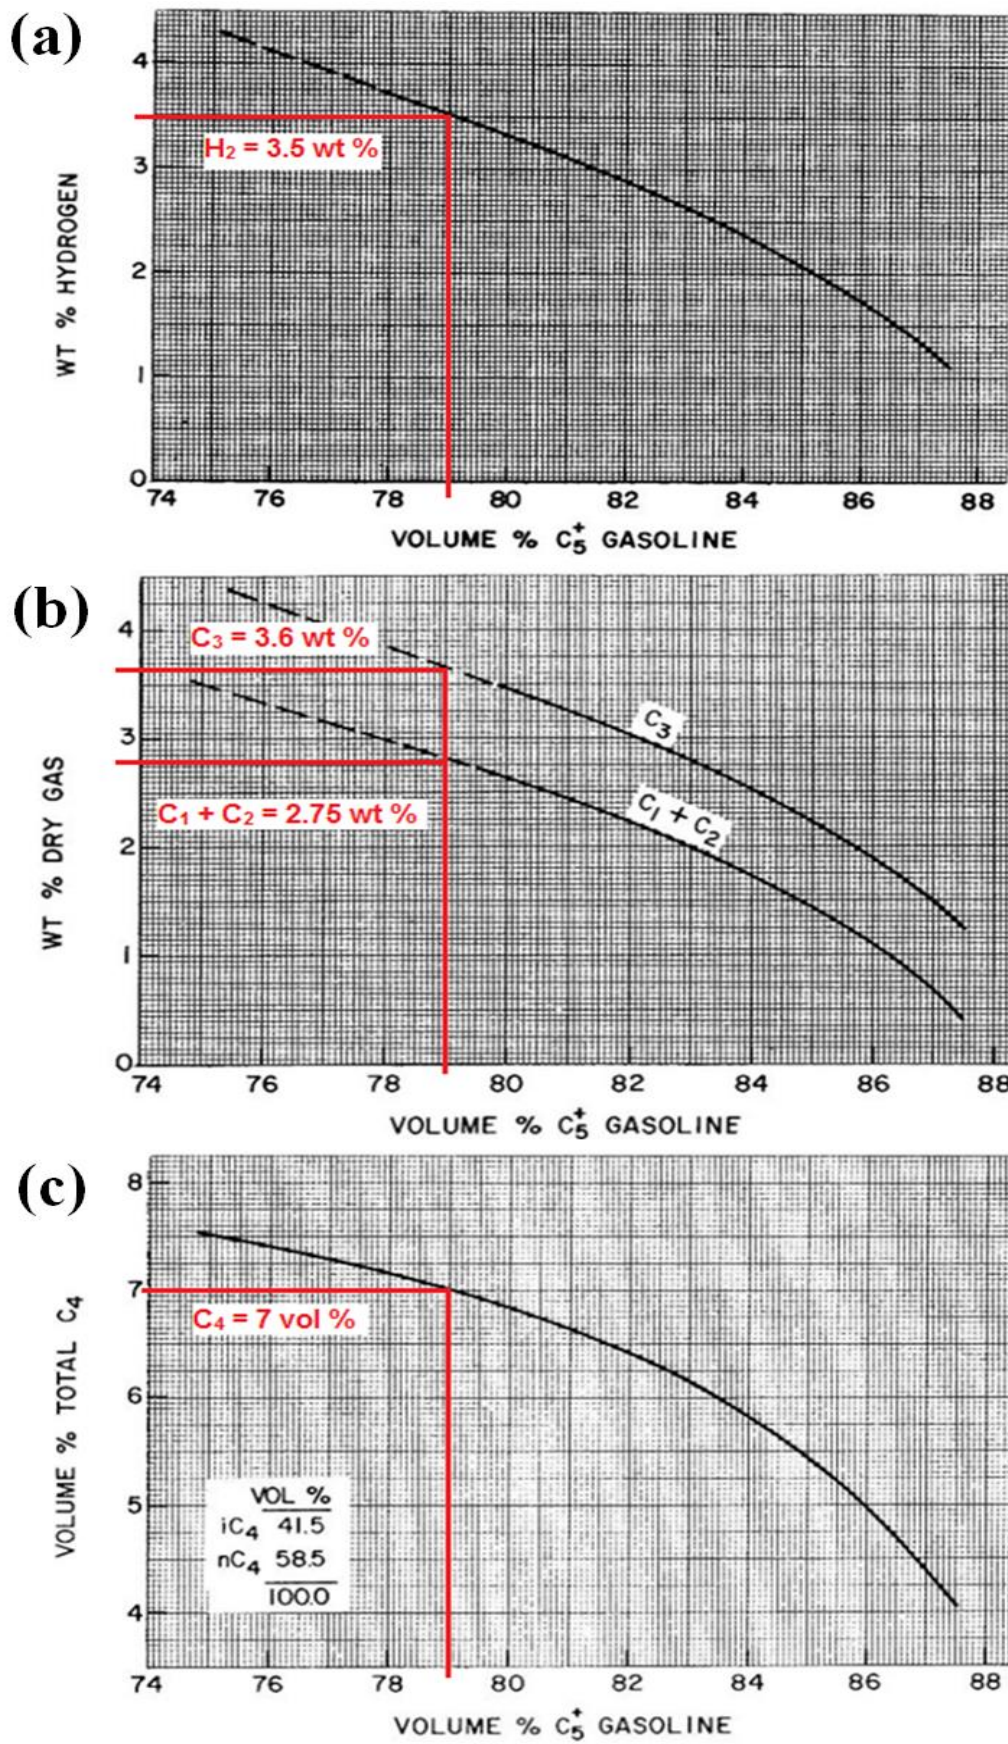 (a)
4
3
2
1
0
H₂ = 3.5 wt %
WT % HYDROGEN
74 76 78 80 82 84 86 88
VOLUME % C₅⁺ GASOLINE
(b)
4
3
2
1
0
C₃ = 3.6 wt %
C₁ + C₂ = 2.75 wt %
C₃
C₁ + C₂
WT % DRY GAS
74 76 78 80 82 84 86 88
VOLUME % C₅⁺ GASOLINE
(c)
8
7
6
5
4
C₄ = 7 vol %
VOLUME % TOTAL C₄
VOL %
iC₄ 41.5
nC₄ 58.5
100.0
74 76 78 80 82 84 86 88
VOLUME % C₅⁺ GASOLINE